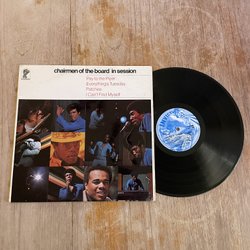 chairmen of the board in session
Pay to the Piper
Everything's Tuesday
Patches
I Can't Find Myself